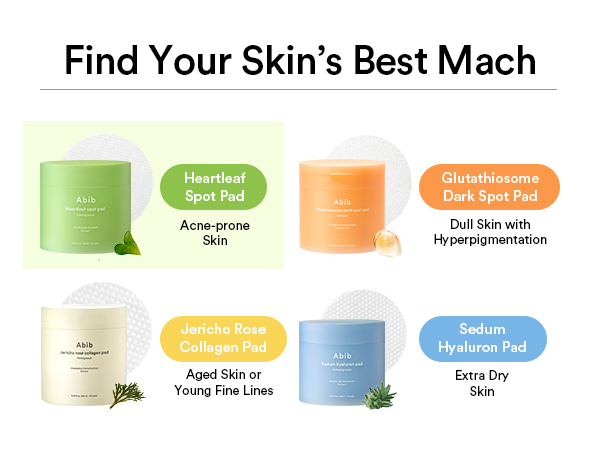 Find Your Skin's Best Mach
Abib
Heartleaf spot pad
Calming touch
Heartleaf
Spot Pad
Acne-prone
Skin
Abib
Glutathiosome dark spot pad
Glutathiosome
Dark Spot Pad
Dull Skin with
Hyperpigmentation
Abib
Jericho rose collagen pad
Jericho Rose
Collagen Pad
Aged Skin or
Young Fine Lines
Abib
Sedum hyaluron pad
Sedum
Hyaluron Pad
Extra Dry
Skin